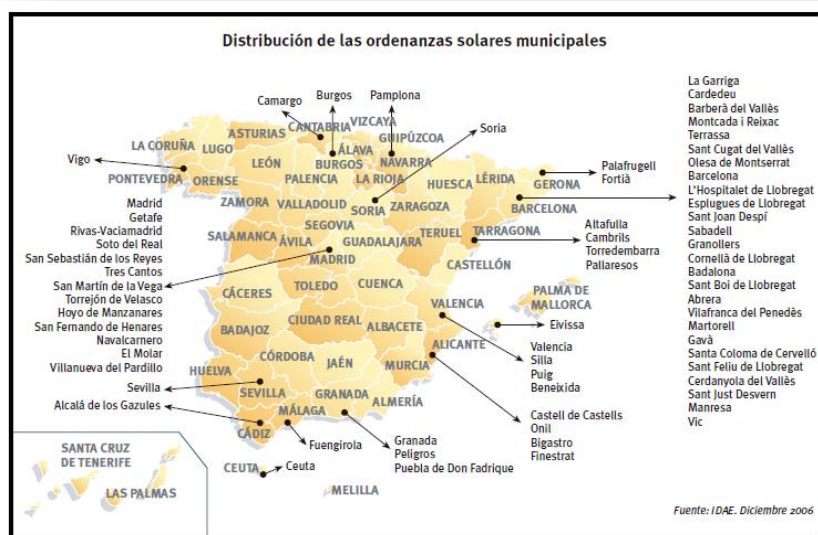 Distribución de las ordenanzas solares municipales
Camargo
Burgos
Pamplona
Soria
Vigo
Palafrugell
Fortià
La Garriga
Cardedeu
Barberà del Vallès
Montcada i Reixac
Terrassa
Sant Cugat del Vallès
Olesa de Montserrat
Barcelona
L'Hospitalet de Llobregat
Esplugues de Llobregat
Sant Joan Despí
Sabadell
Granollers
Cornellà de Llobregat
Badalona
Sant Boi de Llobregat
Abrera
Vilafranca del Penedès
Martorell
Gavà
Santa Coloma de Cervelló
Sant Feliu de Llobregat
Cerdanyola del Vallès
Sant Just Desvern
Manresa
Vic
Madrid
Getafe
Rivas-Vaciamadrid
Soto del Real
San Sebastián de los Reyes
Tres Cantos
San Martín de la Vega
Torrejón de Velasco
Hoyo de Manzanares
San Fernando de Henares
Navalcarnero
El Molar
Villanueva del Pardillo
Sevilla
Alcalá de los Gazules
Altafulla
Cambrils
Torredembarra
Pallaresos
Eivissa
Valencia
Silla
Puig
Beneixida
Castell de Castells
Onil
Bigastro
Finestrat
Granada
Peligros
Puebla de Don Fadrique
Fuengirola
Ceuta
LA CORUÑA
LUGO
ASTURIAS
CANTABRIA
VIZCAYA
GUIPÚZCOA
ÁLAVA
NAVARRA
PONTEVEDRA
ORENSE
LEÓN
PALENCIA
BURGOS
LA RIOJA
HUESCA
LÉRIDA
GERONA
BARCELONA
ZAMORA
VALLADOLID
SORIA
ZARAGOZA
TARRAGONA
SALAMANCA
ÁVILA
SEGOVIA
GUADALAJARA
TERUEL
MADRID
CASTELLÓN
CÁCERES
TOLEDO
CUENCA
VALENCIA
PALMA DE
MALLORCA
BADAJOZ
CIUDAD REAL
ALBACETE
ALICANTE
HUELVA
CÓRDOBA
JAÉN
MURCIA
SEVILLA
GRANADA
ALMERÍA
MÁLAGA
CÁDIZ
CEUTA
MELILLA
SANTA CRUZ
DE TENERIFE
LAS PALMAS
Fuente: IDAE. Diciembre 2006